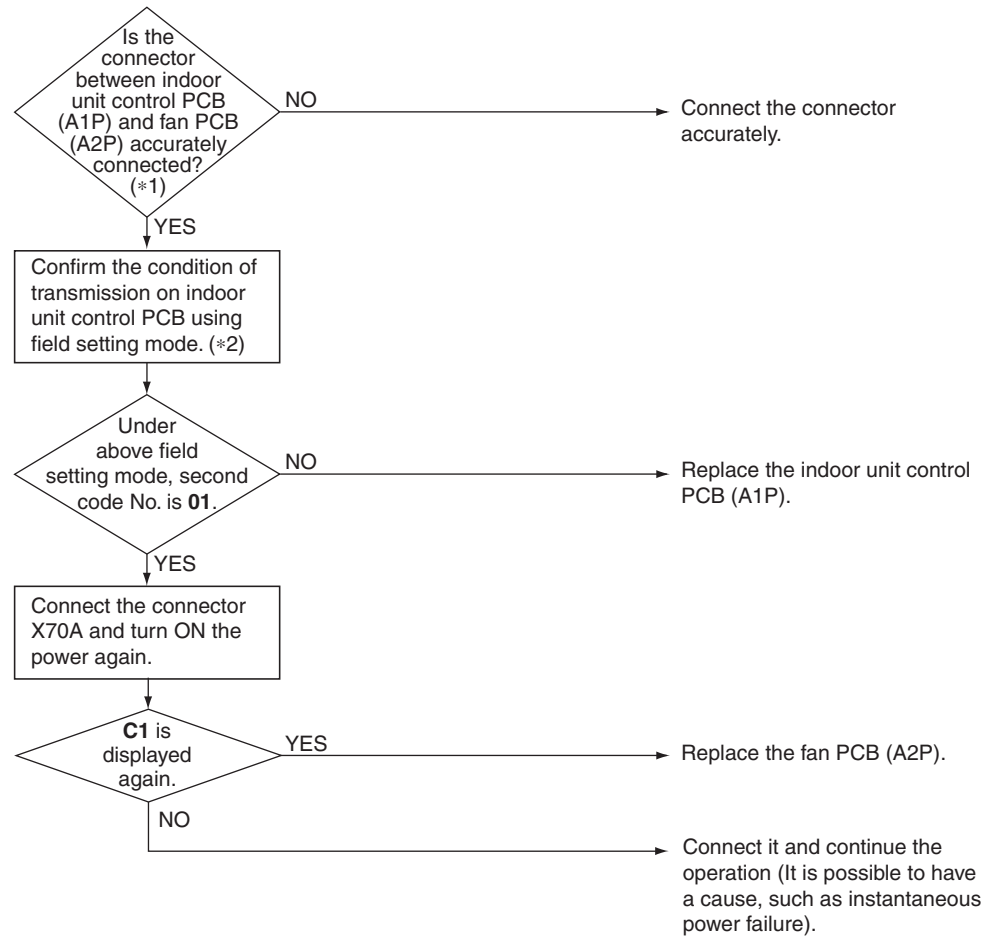 Is the
connector
between indoor
unit control PCB
(A1P) and fan PCB
(A2P) accurately
connected?
(*1)
NO
Connect the connector
accurately.
YES
Confirm the condition of
transmission on indoor
unit control PCB using
field setting mode. (*2)
Under
above field
setting mode, second
code No. is 01.
NO
Replace the indoor unit control
PCB (A1P).
YES
Connect the connector
X70A and turn ON the
power again.
C1 is
displayed
again.
YES
Replace the fan PCB (A2P).
NO
Connect it and continue the
operation (It is possible to have
a cause, such as instantaneous
power failure).